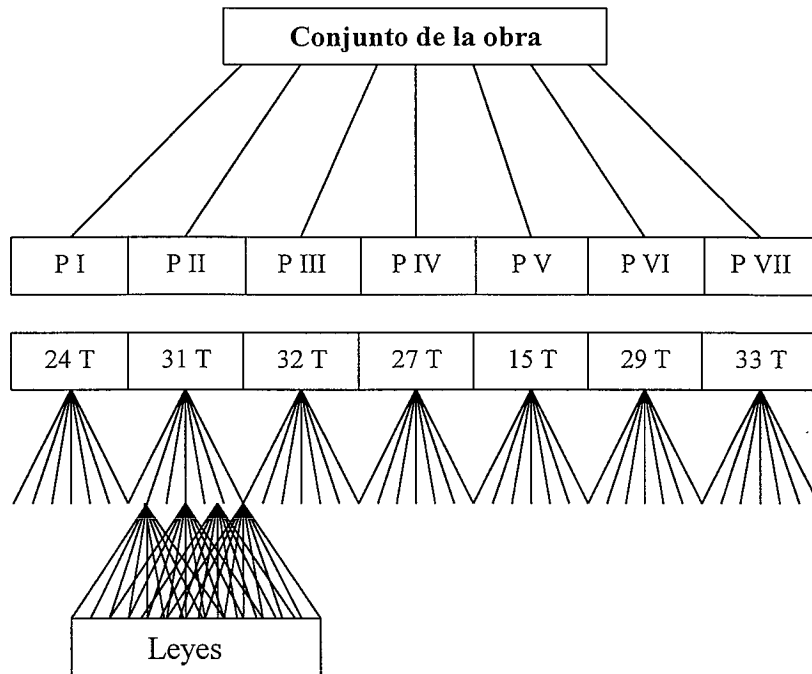 Conjunto de la obra
P I P II P III P IV P V P VI P VII
24 T 31 T 32 T 27 T 15 T 29 T 33 T
Leyes